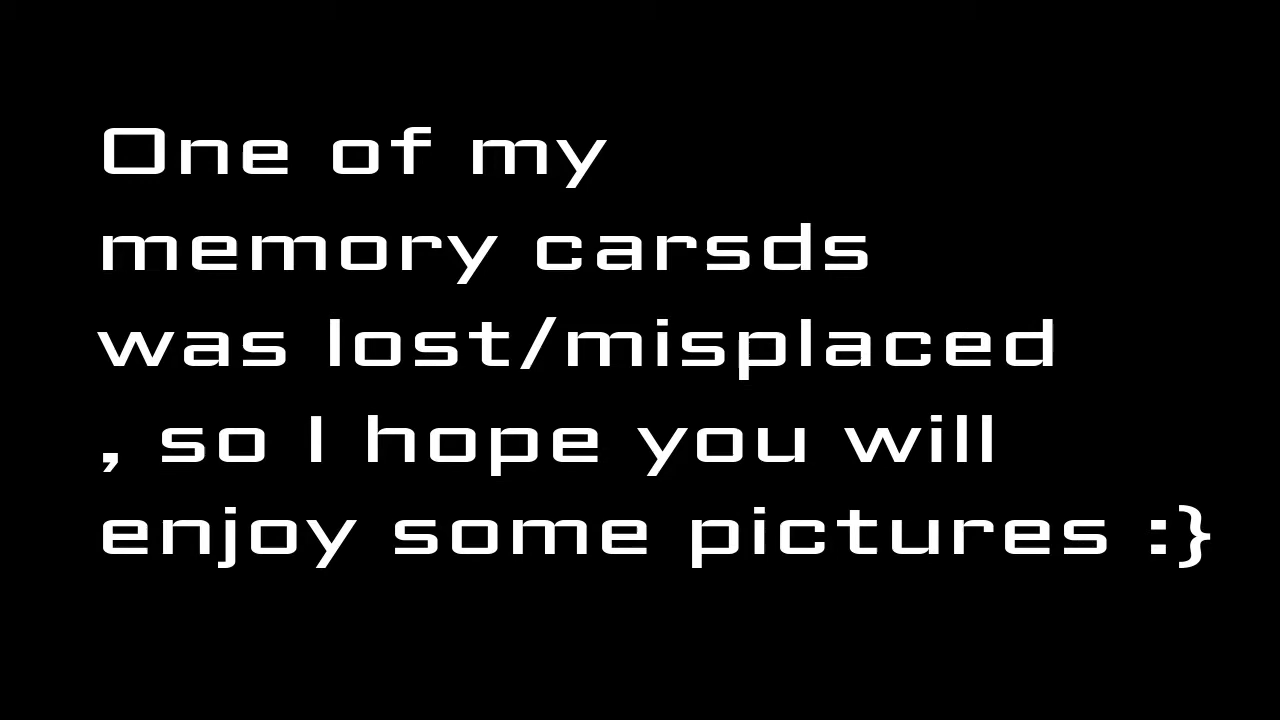 One of my
memory carsds
was lost/misplaced
, so I hope you will
enjoy some pictures :}